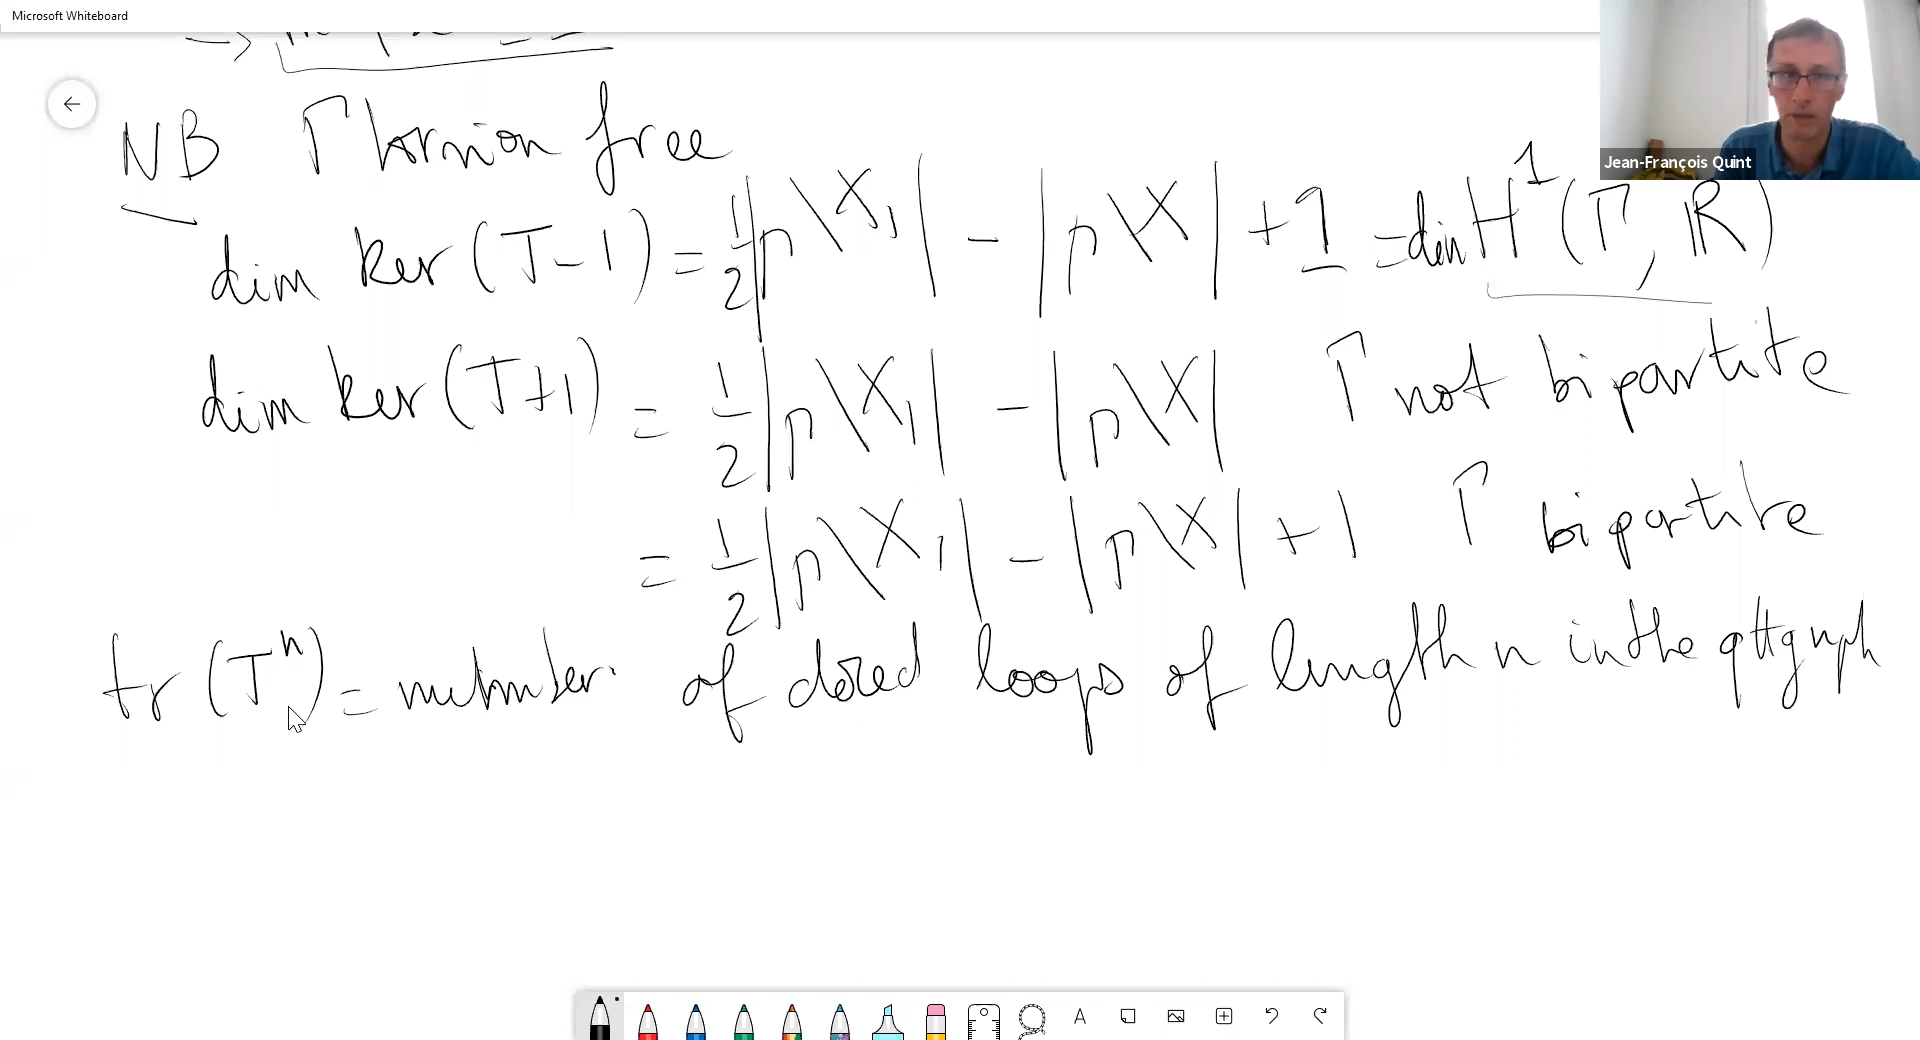 Microsoft Whiteboard
Jean-François Quint
NB Γ torsion free
dim ker (T-1) = 1/2 |Γ\X₁| - |Γ\X| + 1 = dim H¹(Γ, ℝ)
dim ker (T+1) = 1/2 |Γ\X₁| - |Γ\X| Γ not bipartite
= 1/2 |Γ\X₁| - |Γ\X| + 1 Γ bipartite
tr (Tⁿ) = number of closed loops of length n in the qtt graph
A